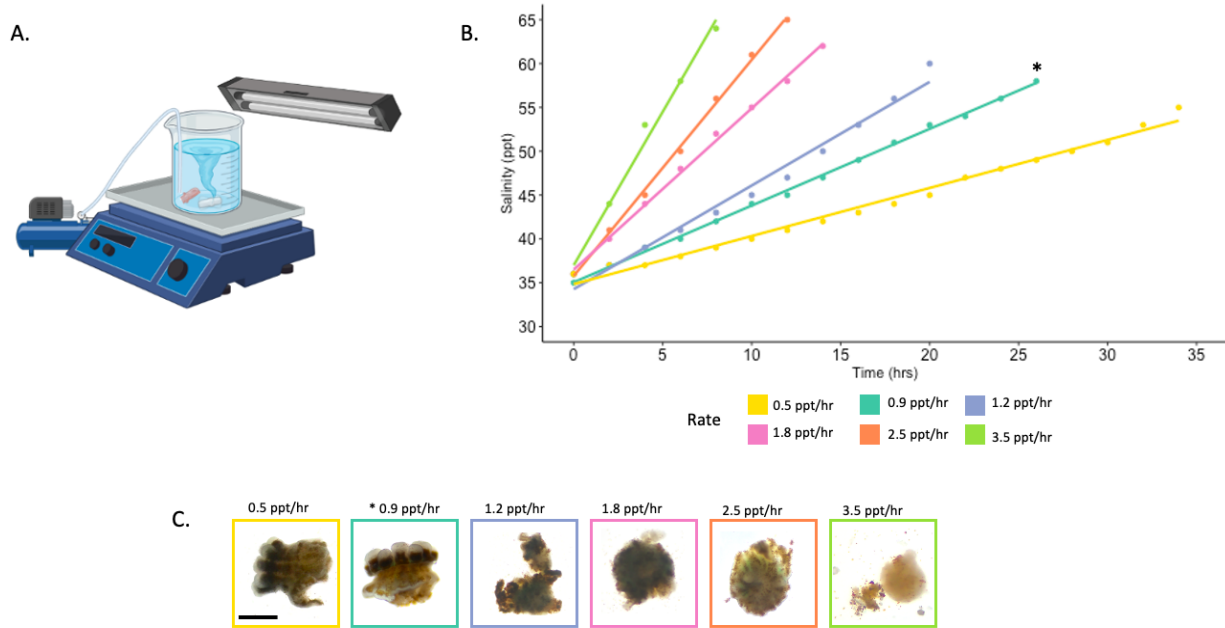 A.
B.
*
65
60
55
50
45
40
35
30
Salinity (ppt)
0 5 10 15 20 25 30 35
Time (hrs)
Rate
0.5 ppt/hr 0.9 ppt/hr 1.2 ppt/hr
1.8 ppt/hr 2.5 ppt/hr 3.5 ppt/hr
C.
0.5 ppt/hr * 0.9 ppt/hr 1.2 ppt/hr 1.8 ppt/hr 2.5 ppt/hr 3.5 ppt/hr